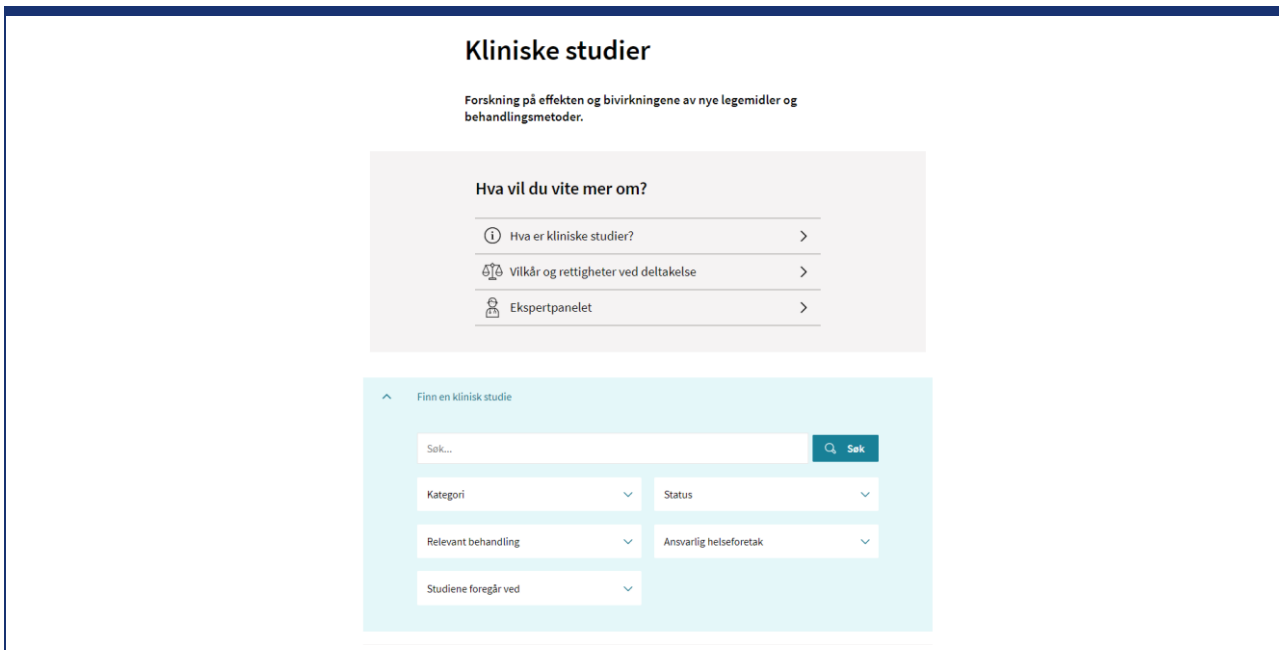 Kliniske studier
Forskning på effekten og bivirkningene av nye legemidler og
behandlingsmetoder.
Hva vil du vite mer om?
Hva er kliniske studier?
Vilkår og rettigheter ved deltakelse
Ekspertpanelet
Finn en klinisk studie
Søk... Søk
Kategori Status
Relevant behandling Ansvarlig helseforetak
Studiene foregår ved